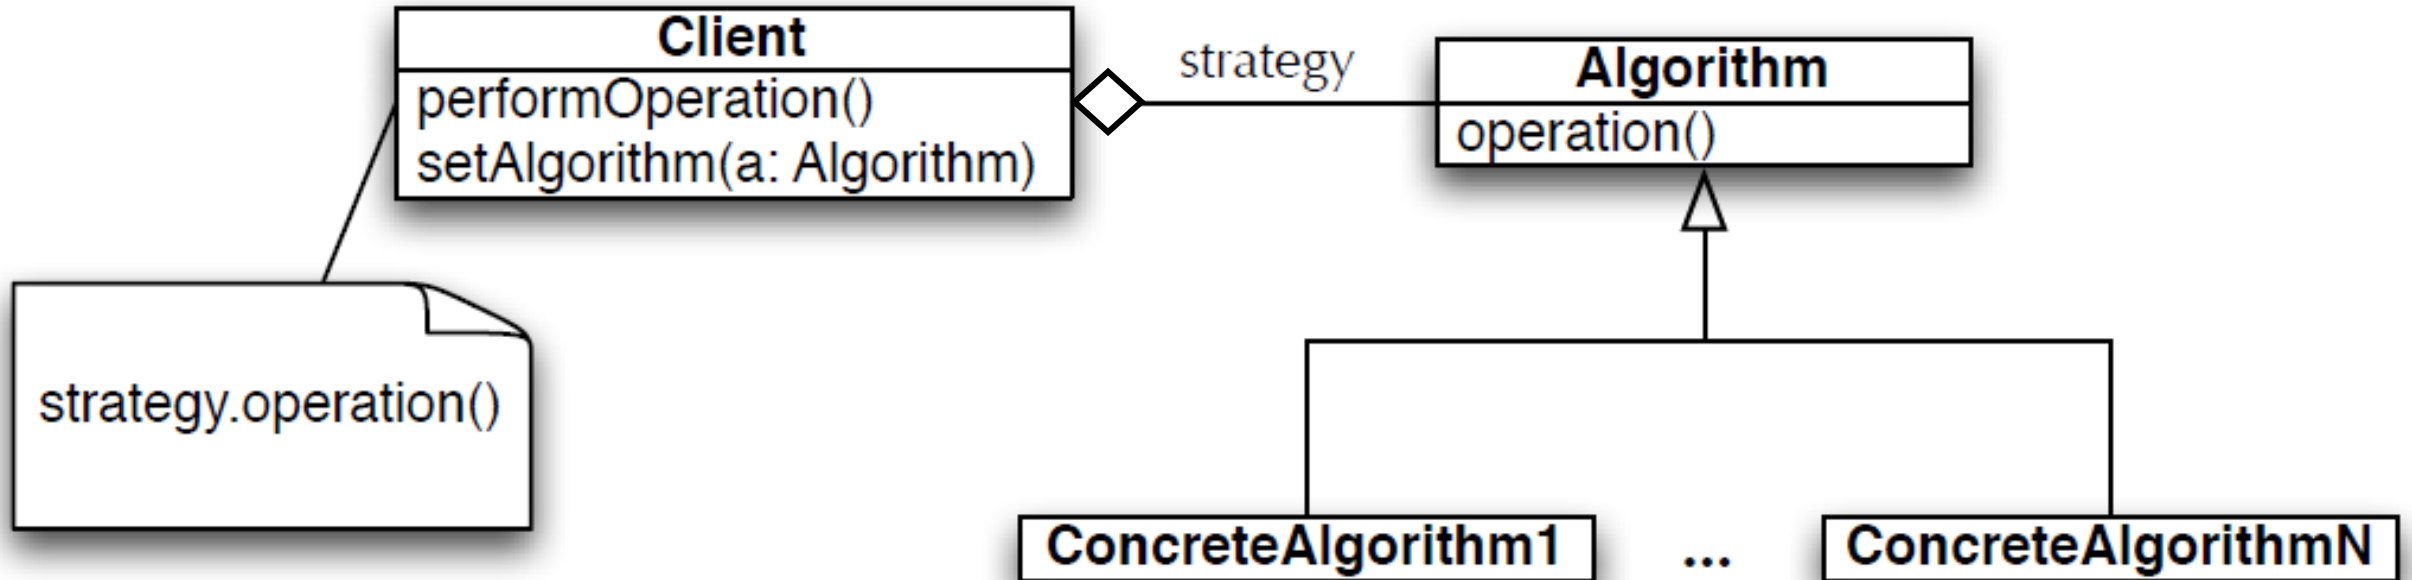 Client
performOperation()
setAlgorithm(a: Algorithm)
strategy
Algorithm
operation()
strategy.operation()
ConcreteAlgorithm1
...
ConcreteAlgorithmN